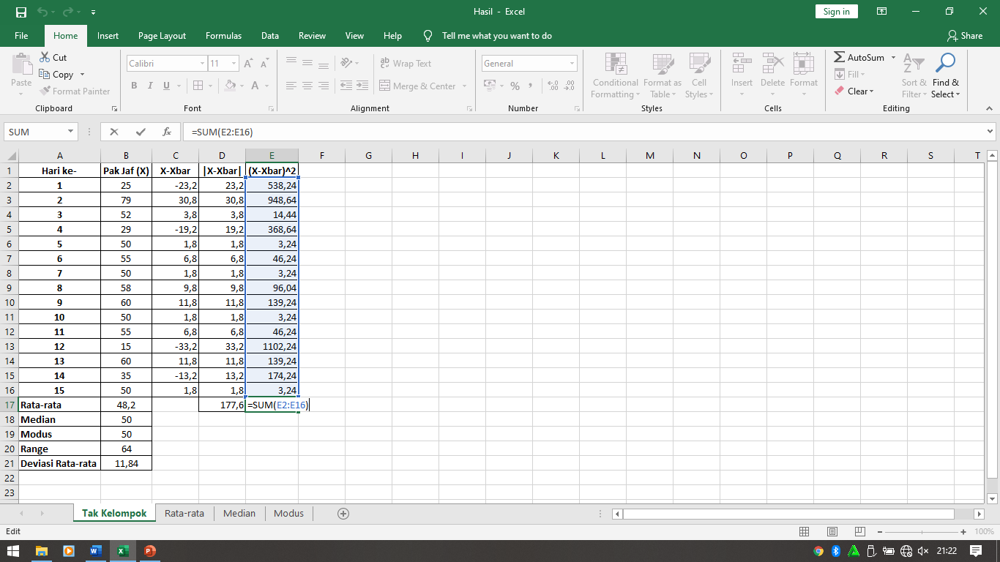 Hasil - Excel
Sign in
File Home Insert Page Layout Formulas Data Review View Help Tell me what you want to do Share
Paste Cut Copy Format Painter Clipboard
Calibri 11 A A B I U A Font
ab Wrap Text Merge & Center Alignment
General % , ,00 ,0 Number
Conditional Formatting Format as Table Cell Styles Styles
Insert Delete Format Cells
AutoSum Fill Clear Sort & Filter Find & Select Editing
SUM fx =SUM(E2:E16)
A B C D E F G H I J K L M N O P Q R S T
1 Hari ke- Pak Jaf (X) X-Xbar |X-Xbar| (X-Xbar)^2
2 1 25 -23,2 23,2 538,24
3 2 79 30,8 30,8 948,64
4 3 52 3,8 3,8 14,44
5 4 29 -19,2 19,2 368,64
6 5 50 1,8 1,8 3,24
7 6 55 6,8 6,8 46,24
8 7 50 1,8 1,8 3,24
9 8 58 9,8 9,8 96,04
10 9 60 11,8 11,8 139,24
11 10 50 1,8 1,8 3,24
12 11 55 6,8 6,8 46,24
13 12 15 -33,2 33,2 1102,24
14 13 60 11,8 11,8 139,24
15 14 35 -13,2 13,2 174,24
16 15 50 1,8 1,8 3,24
17 Rata-rata 48,2 177,6 =SUM(E2:E16)
18 Median 50
19 Modus 50
20 Range 64
21 Deviasi Rata-rata 11,84
22
23
Tak Kelompok Rata-rata Median Modus
Edit 100%
21:22